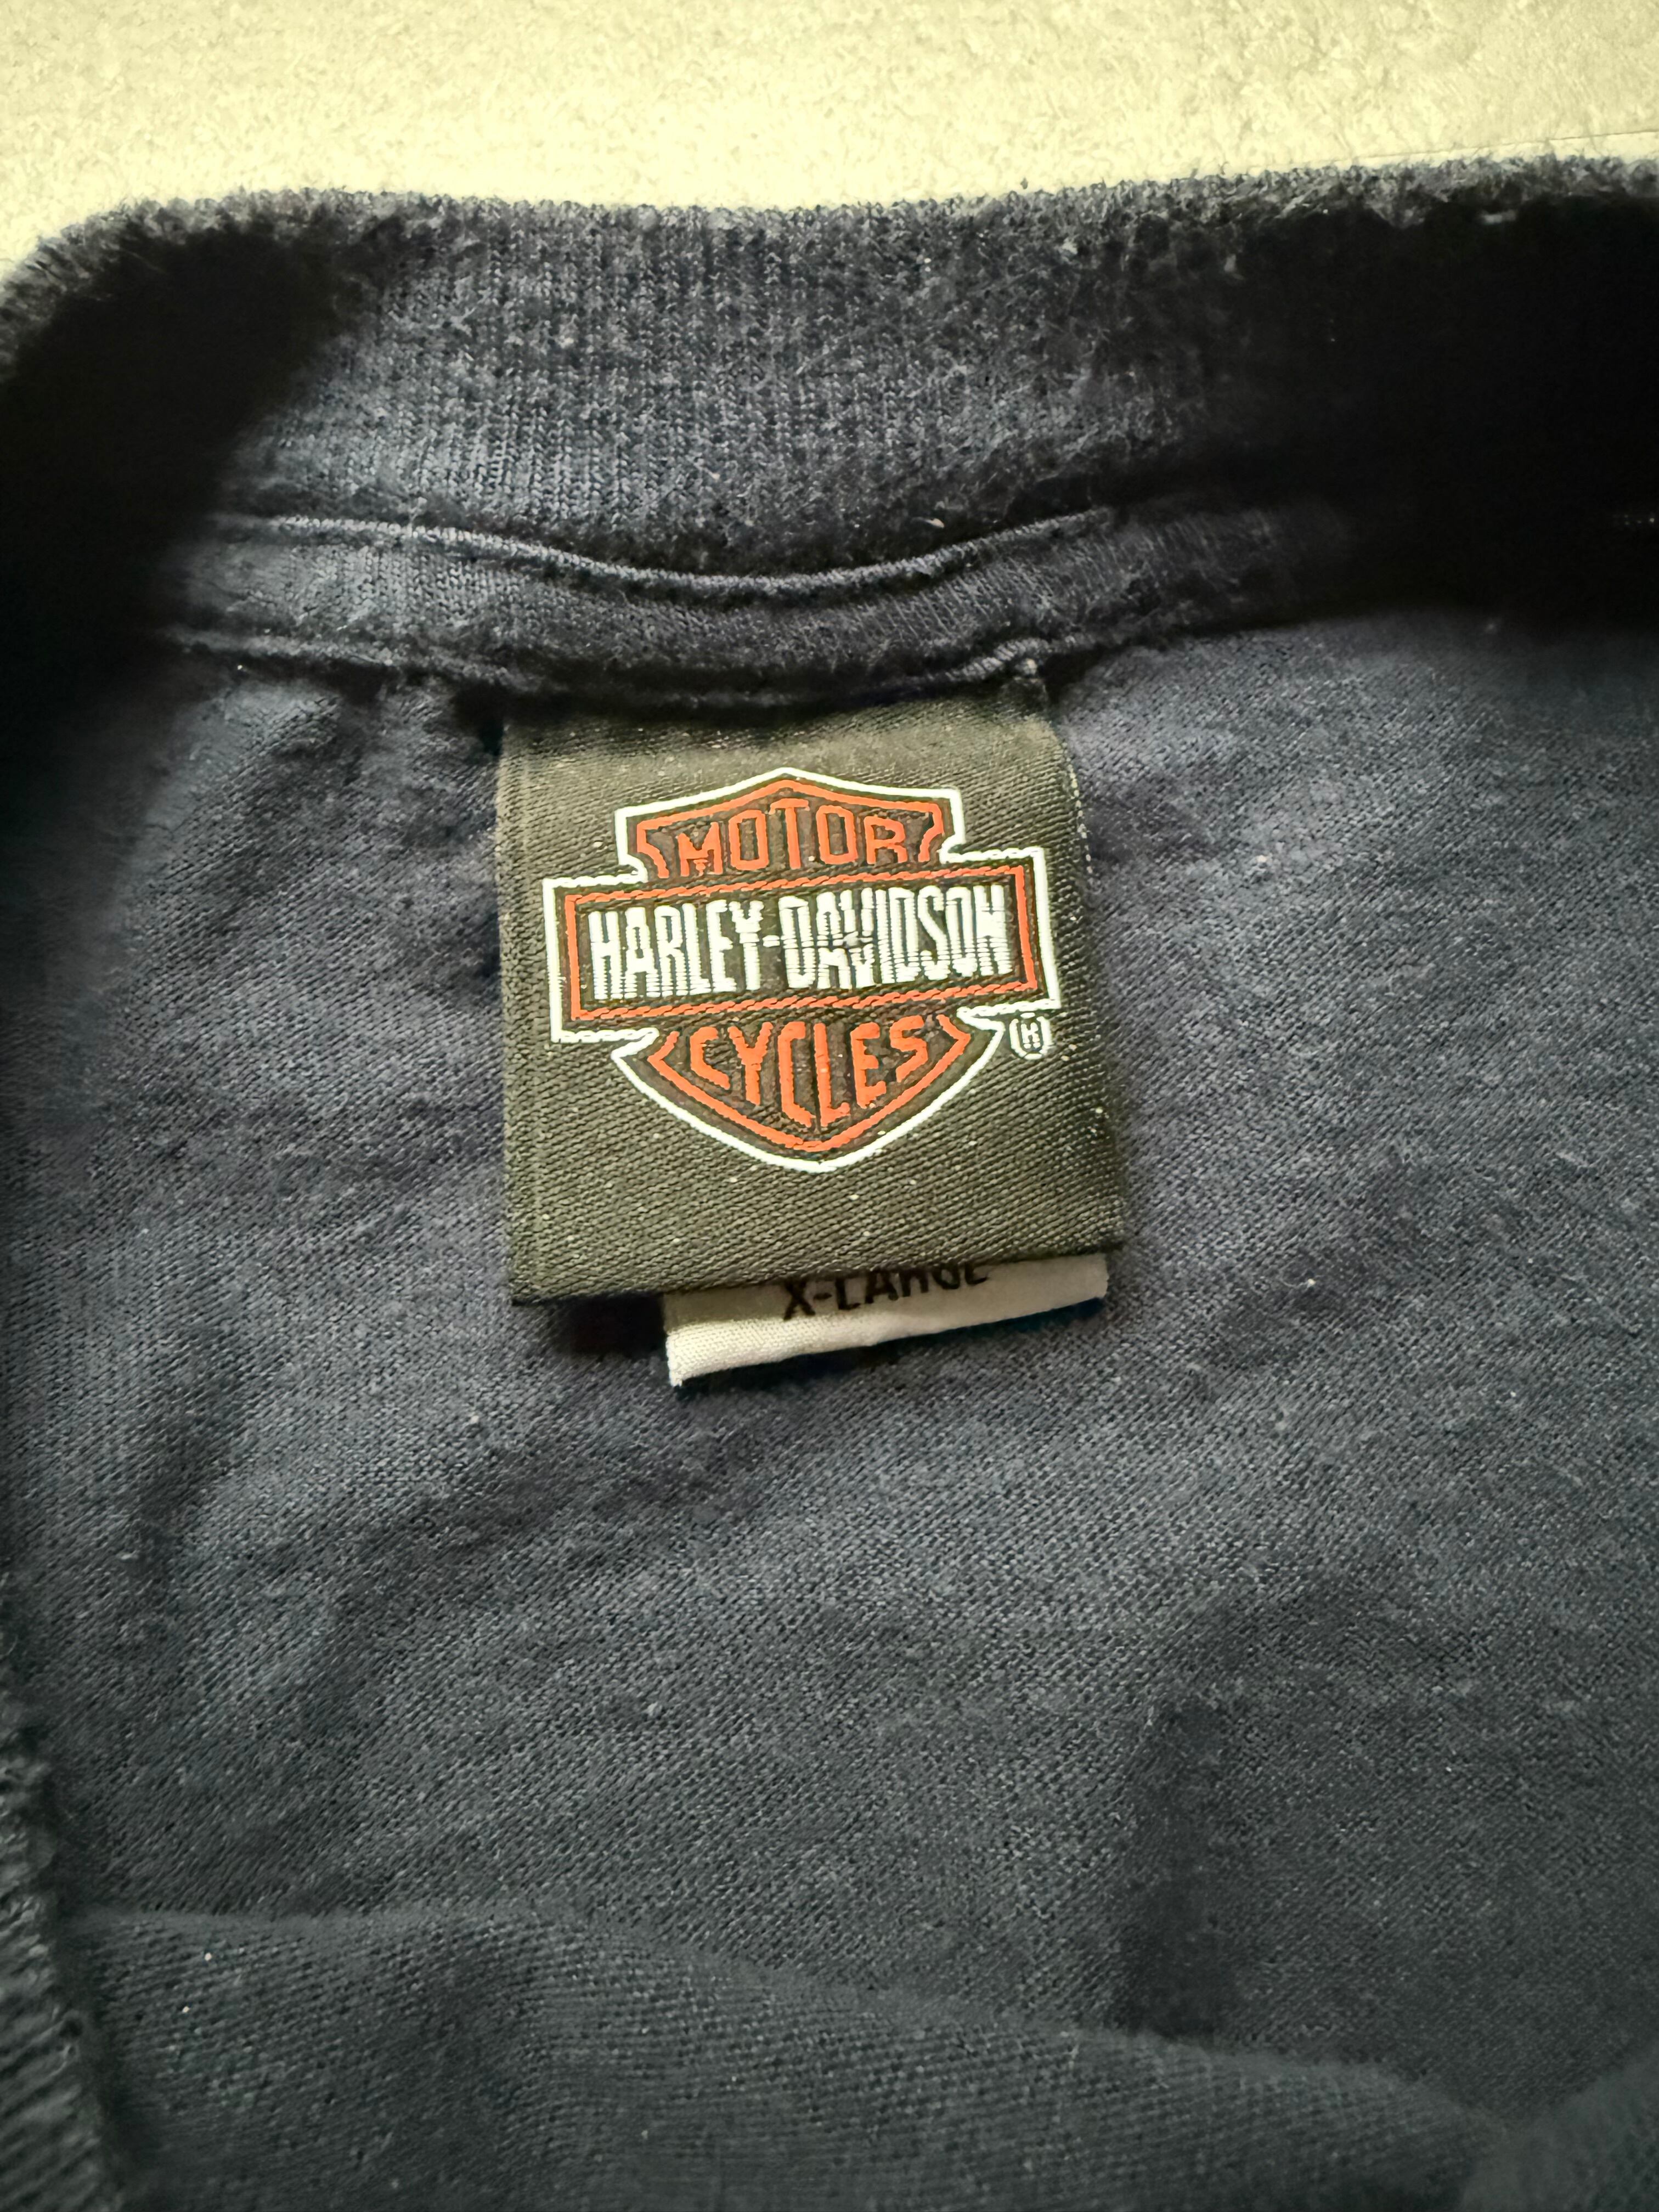 MOTOR
HARLEY-DAVIDSON
CYCLES
®
X-LARGE